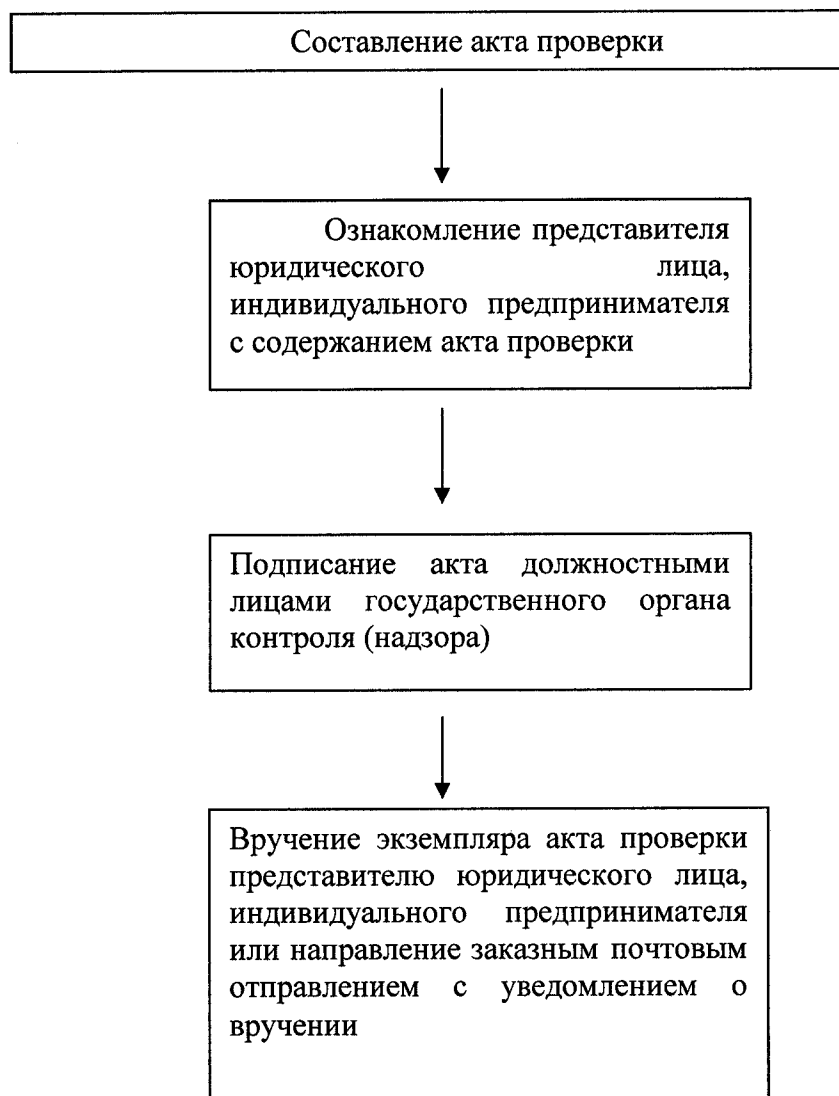 Составление акта проверки
Ознакомление представителя
юридического лица,
индивидуального предпринимателя
с содержанием акта проверки
Подписание акта должностными
лицами государственного органа
контроля (надзора)
Вручение экземпляра акта проверки
представителю юридического лица,
индивидуального предпринимателя
или направление заказным почтовым
отправлением с уведомлением о
вручении